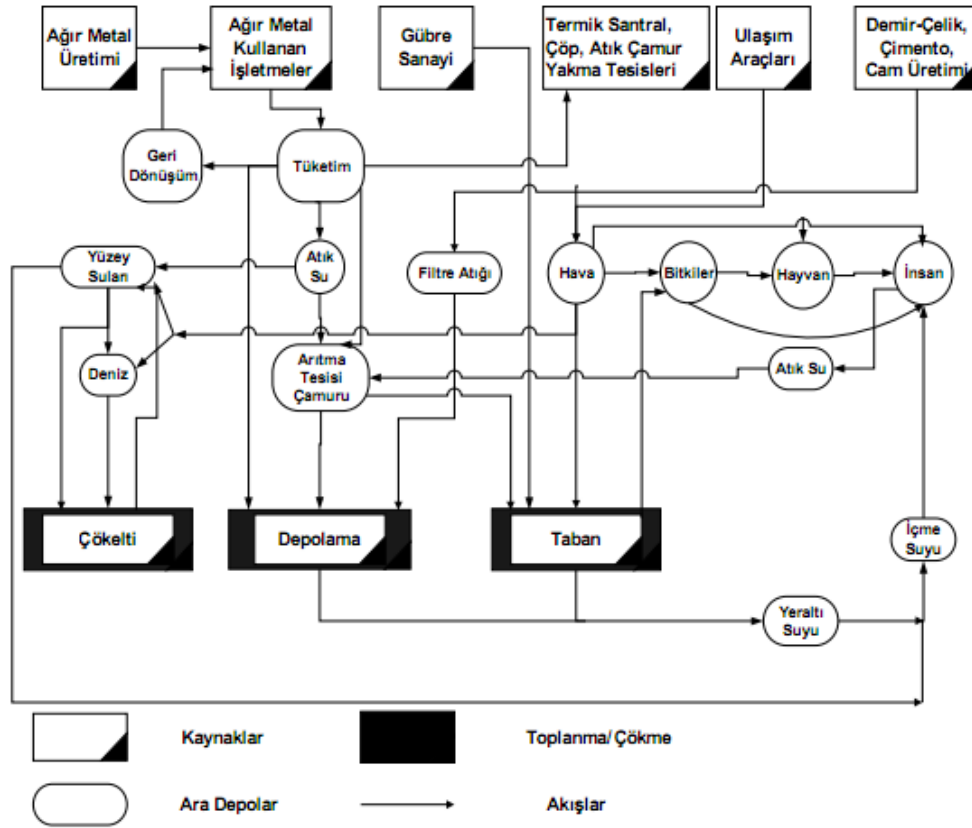 Ağır Metal
Üretimi
Ağır Metal
Kullanan
İşletmeler
Gübre
Sanayi
Termik Santral,
Çöp, Atık Çamur
Yakma Tesisleri
Ulaşım
Araçları
Demir-Çelik,
Çimento,
Cam Üretimi
Geri
Dönüşüm
Tüketim
Yüzey
Suları
Atık
Su
Filtre Atığı
Hava
Bitkiler
Hayvan
İnsan
Deniz
Arıtma
Tesisi
Çamuru
Atık Su
Çökelti
Depolama
Taban
İçme
Suyu
Yeraltı
Suyu
Kaynaklar
Toplanma/Çökme
Ara Depolar
Akışlar